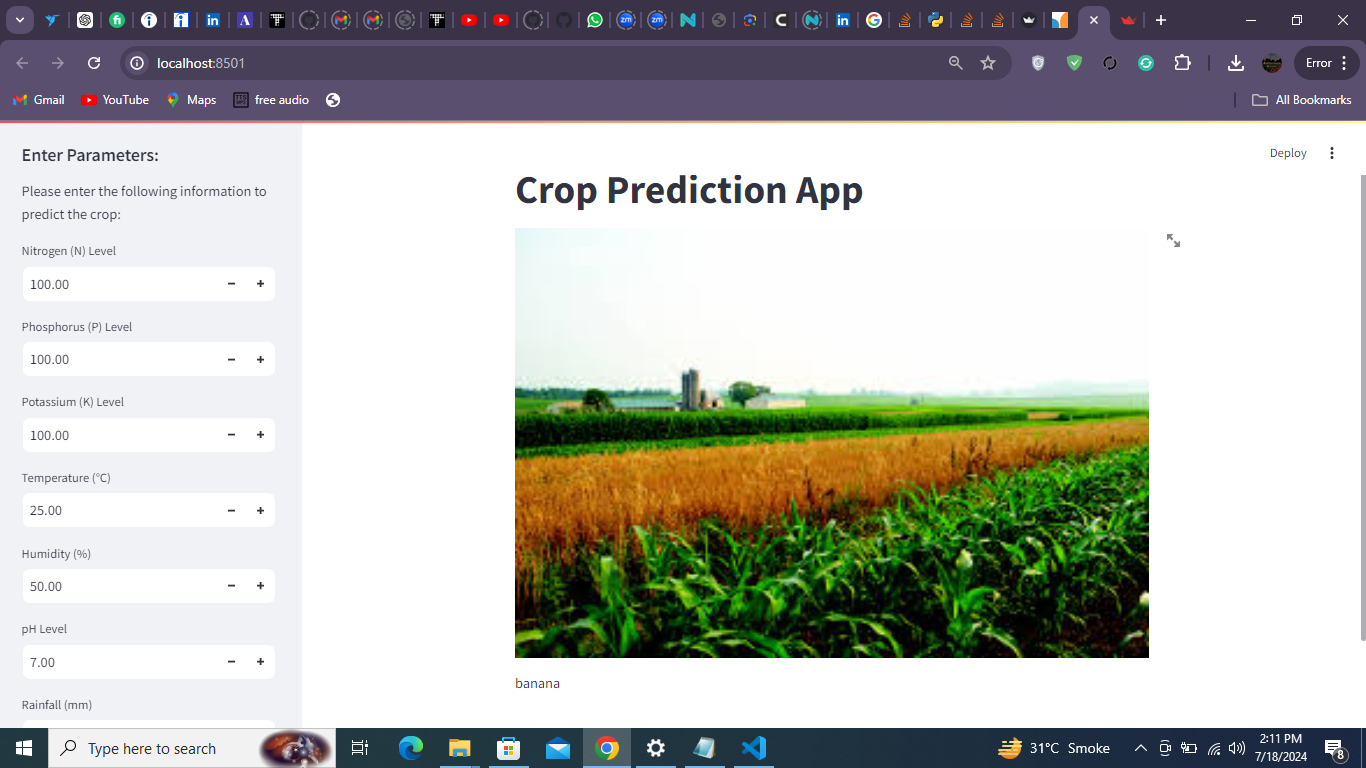 localhost:8501
Error
Gmail
YouTube
Maps
free audio
All Bookmarks
Enter Parameters:
Please enter the following information to
predict the crop:
Nitrogen (N) Level
100.00
Phosphorus (P) Level
100.00
Potassium (K) Level
100.00
Temperature (°C)
25.00
Humidity (%)
50.00
pH Level
7.00
Rainfall (mm)
Deploy
Crop Prediction App
banana
Type here to search
31°C Smoke
2:11 PM
7/18/2024
8